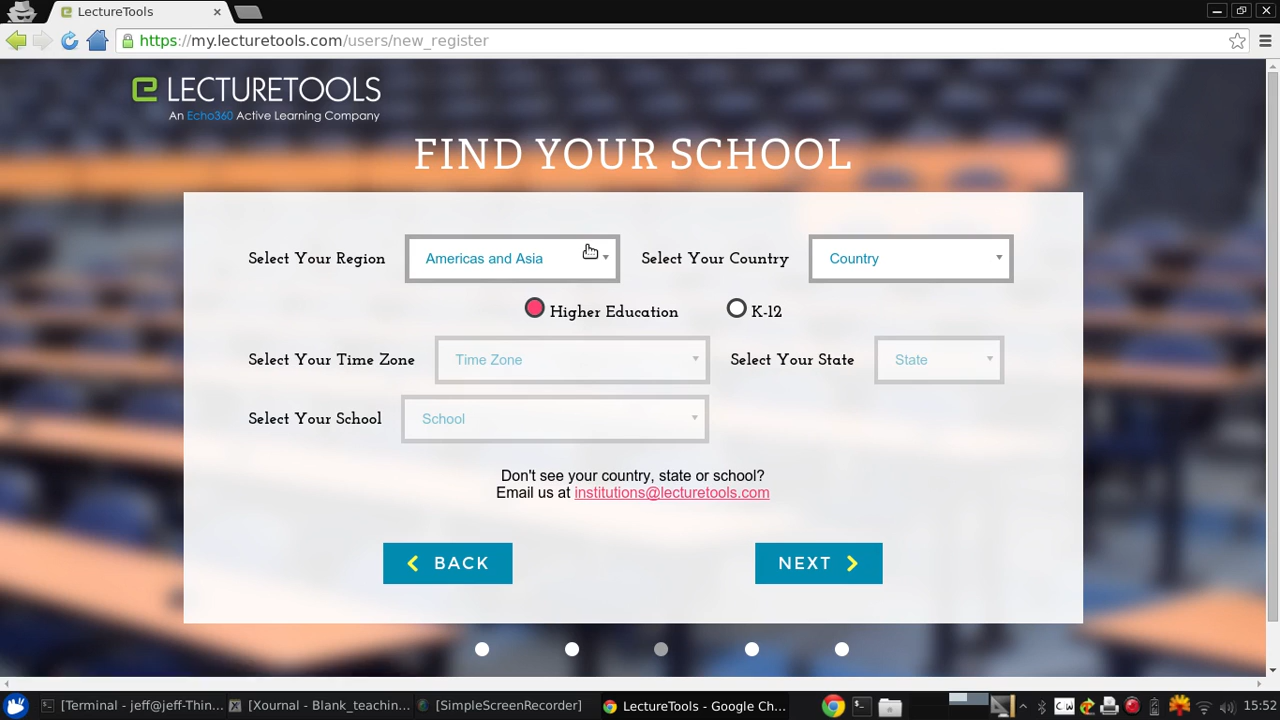 LectureTools
https://my.lecturetools.com/users/new_register
LECTURETOOLS
An Echo360 Active Learning Company
FIND YOUR SCHOOL
Select Your Region Americas and Asia Select Your Country Country
Higher Education K-12
Select Your Time Zone Time Zone Select Your State State
Select Your School School
Don't see your country, state or school?
Email us at institutions@lecturetools.com
BACK NEXT
[Terminal - jeff@jeff-Thin... [Xournal - Blank_teachin... [SimpleScreenRecorder] LectureTools - Google Ch... CW 15:52